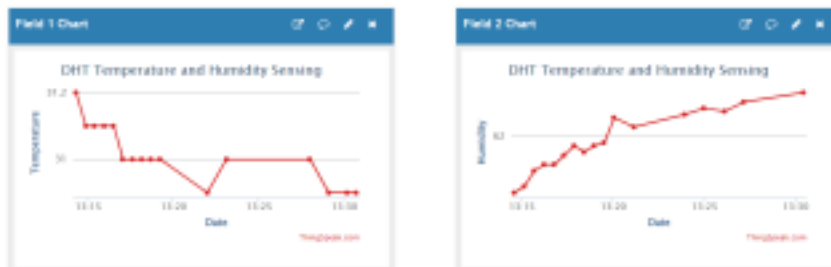 Field 1 Chart
DHT Temperature and Humidity Sensing
31.2
31
Temperature
15:15 15:20 15:25 15:30
Date
ThingSpeak.com
Field 2 Chart
DHT Temperature and Humidity Sensing
62
Humidity
15:15 15:20 15:25 15:30
Date
ThingSpeak.com